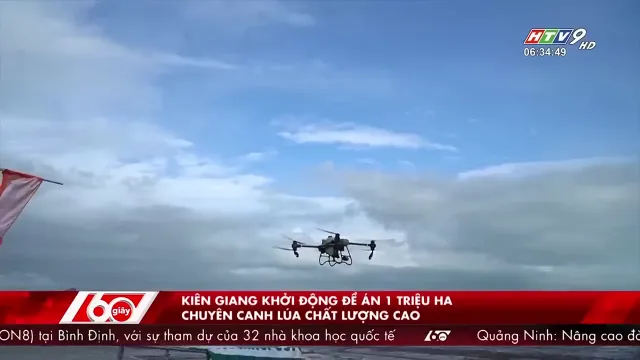 HTV9 HD
06:34:49
KIÊN GIANG KHỞI ĐỘNG ĐỀ ÁN 1 TRIỆU HA
CHUYÊN CANH LÚA CHẤT LƯỢNG CAO
60 giây
ON8) tại Bình Định, với sự tham dự của 32 nhà khoa học quốc tế 60 Quảng Ninh: Nâng cao đả